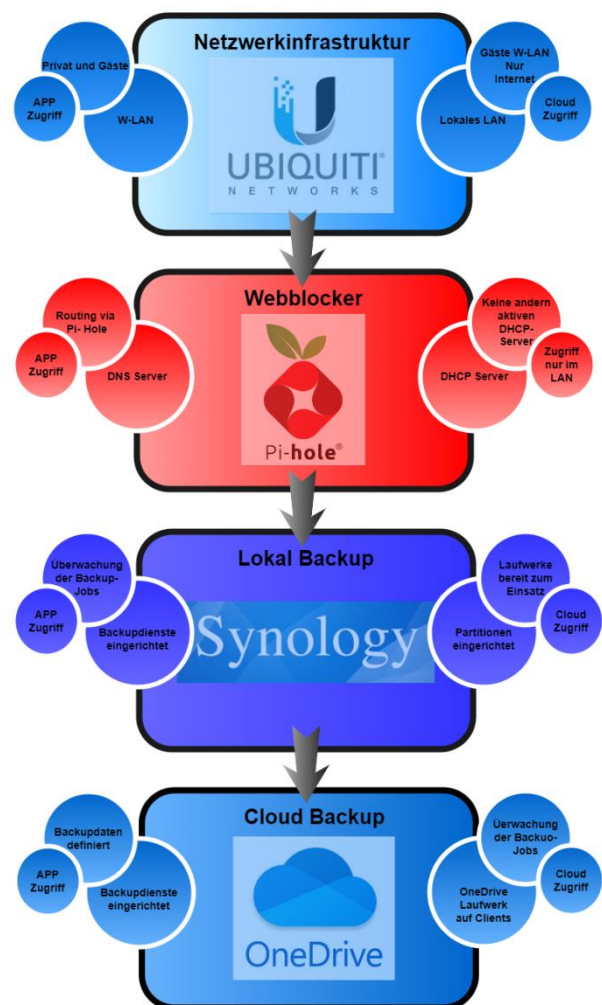 Netzwerkinfrastruktur
Privat und Gäste
APP
Zugriff
W-LAN
UBIQUITI®
NETWORKS
Gäste W-LAN
Nur
Internet
Lokales LAN
Cloud
Zugriff
Webblocker
Routing via
Pi- Hole
APP
Zugriff
DNS Server
Pi-hole®
Keine andern
aktiven
DHCP-
Server
DHCP Server
Zugriff
nur im
LAN
Lokal Backup
Überwachung
der Backup-
Jobs
APP
Zugriff
Backupdienste
eingerichtet
Synology
Laufwerke
bereit zum
Einsatz
Partitionen
eingerichtet
Cloud
Zugriff
Cloud Backup
Backupdaten
definiert
APP
Zugriff
Backupdienste
eingerichtet
OneDrive
Üerwachung
der Backuo-
Jobs
OneDrive
Laufwerk
auf Clients
Cloud
Zugriff